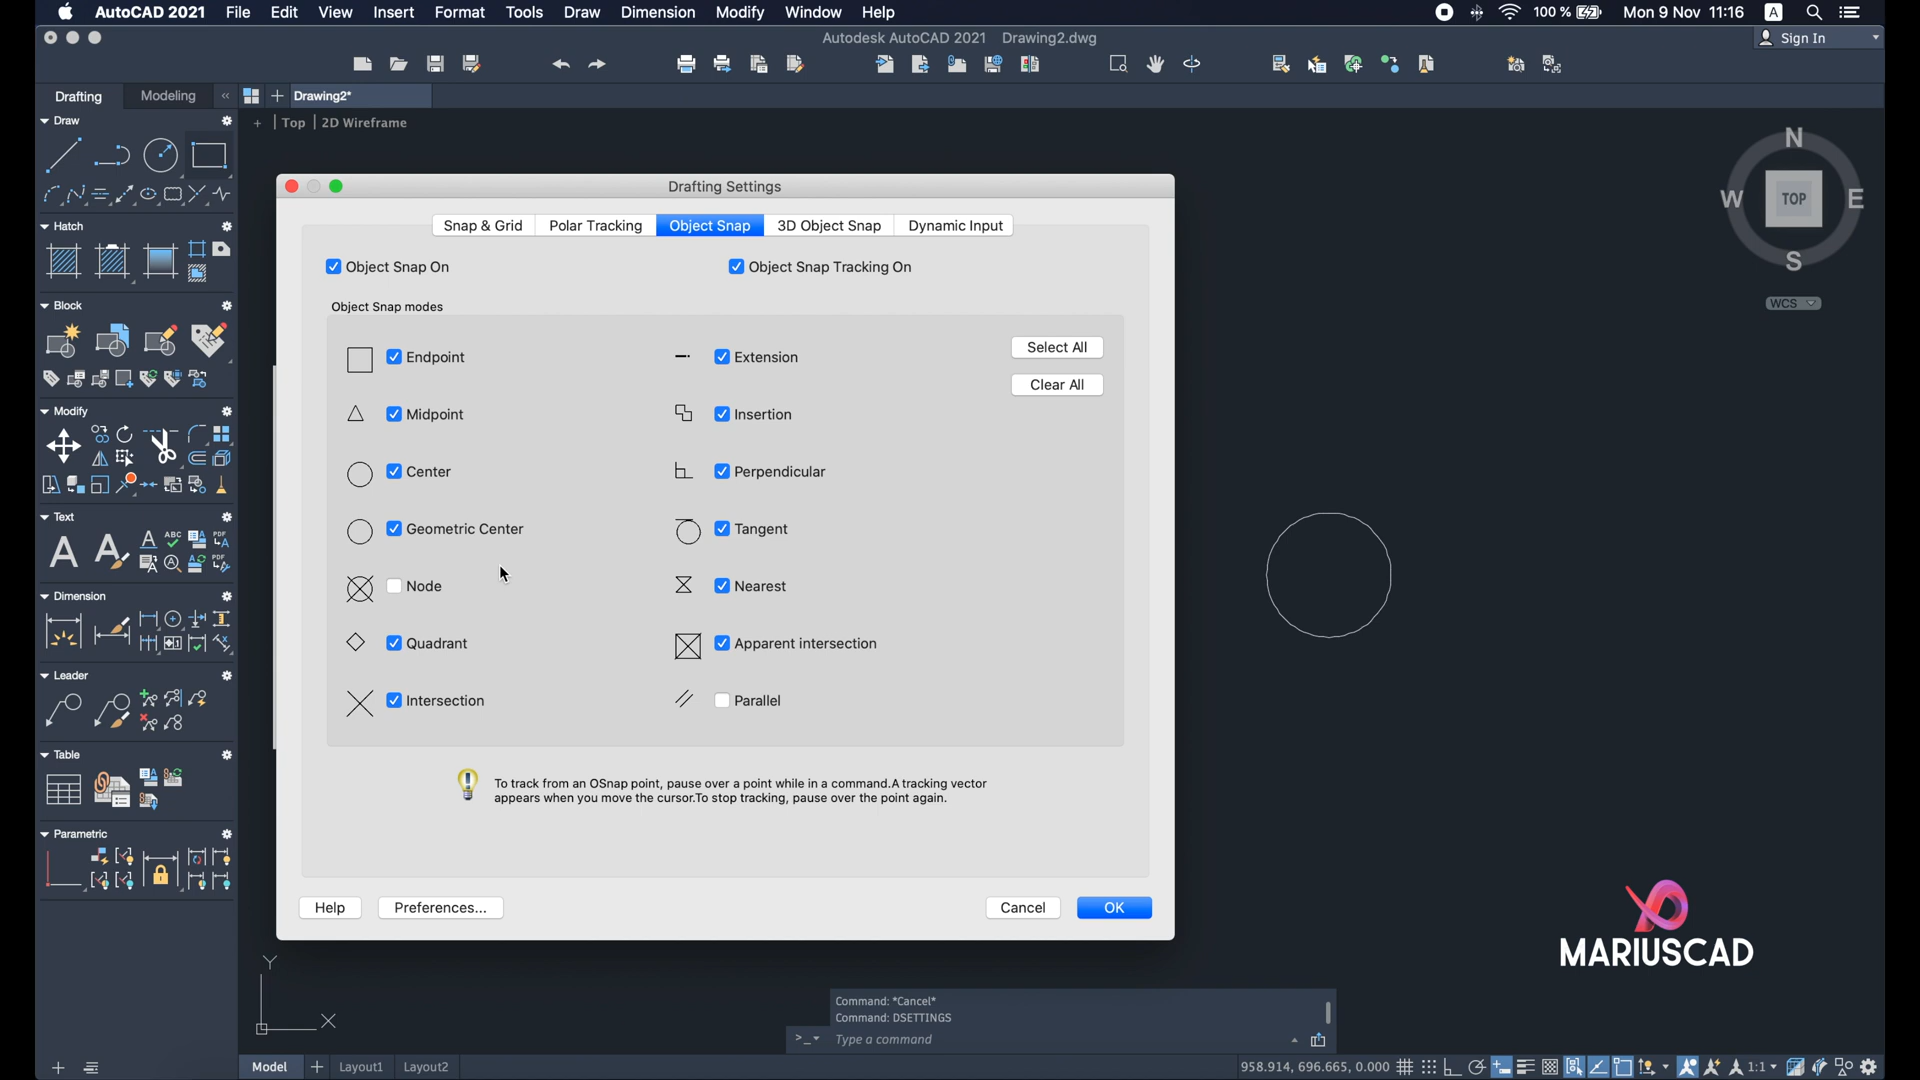 AutoCAD 2021 File Edit View Insert Format Tools Draw Dimension Modify Window Help 100 % Mon 9 Nov 11:16 A
Autodesk AutoCAD 2021 Drawing2.dwg
Sign In
Drafting Modeling « + Drawing2*
+ | Top | 2D Wireframe
Draw
Hatch
Block
Modify
Text
Dimension
Leader
Table
Parametric
Drafting Settings
Snap & Grid Polar Tracking Object Snap 3D Object Snap Dynamic Input
Object Snap On Object Snap Tracking On
Object Snap modes
Endpoint Extension Select All
Clear All
Midpoint Insertion
Center Perpendicular
Geometric Center Tangent
Node Nearest
Quadrant Apparent intersection
Intersection Parallel
To track from an OSnap point, pause over a point while in a command.A tracking vector
appears when you move the cursor.To stop tracking, pause over the point again.
Help Preferences... Cancel OK
N
W TOP E
S
WCS
MARIUSCAD
Y
X
Command: *Cancel*
Command: DSETTINGS
>_ Type a command
Model + Layout1 Layout2 958.914, 696.665, 0.000 1:1